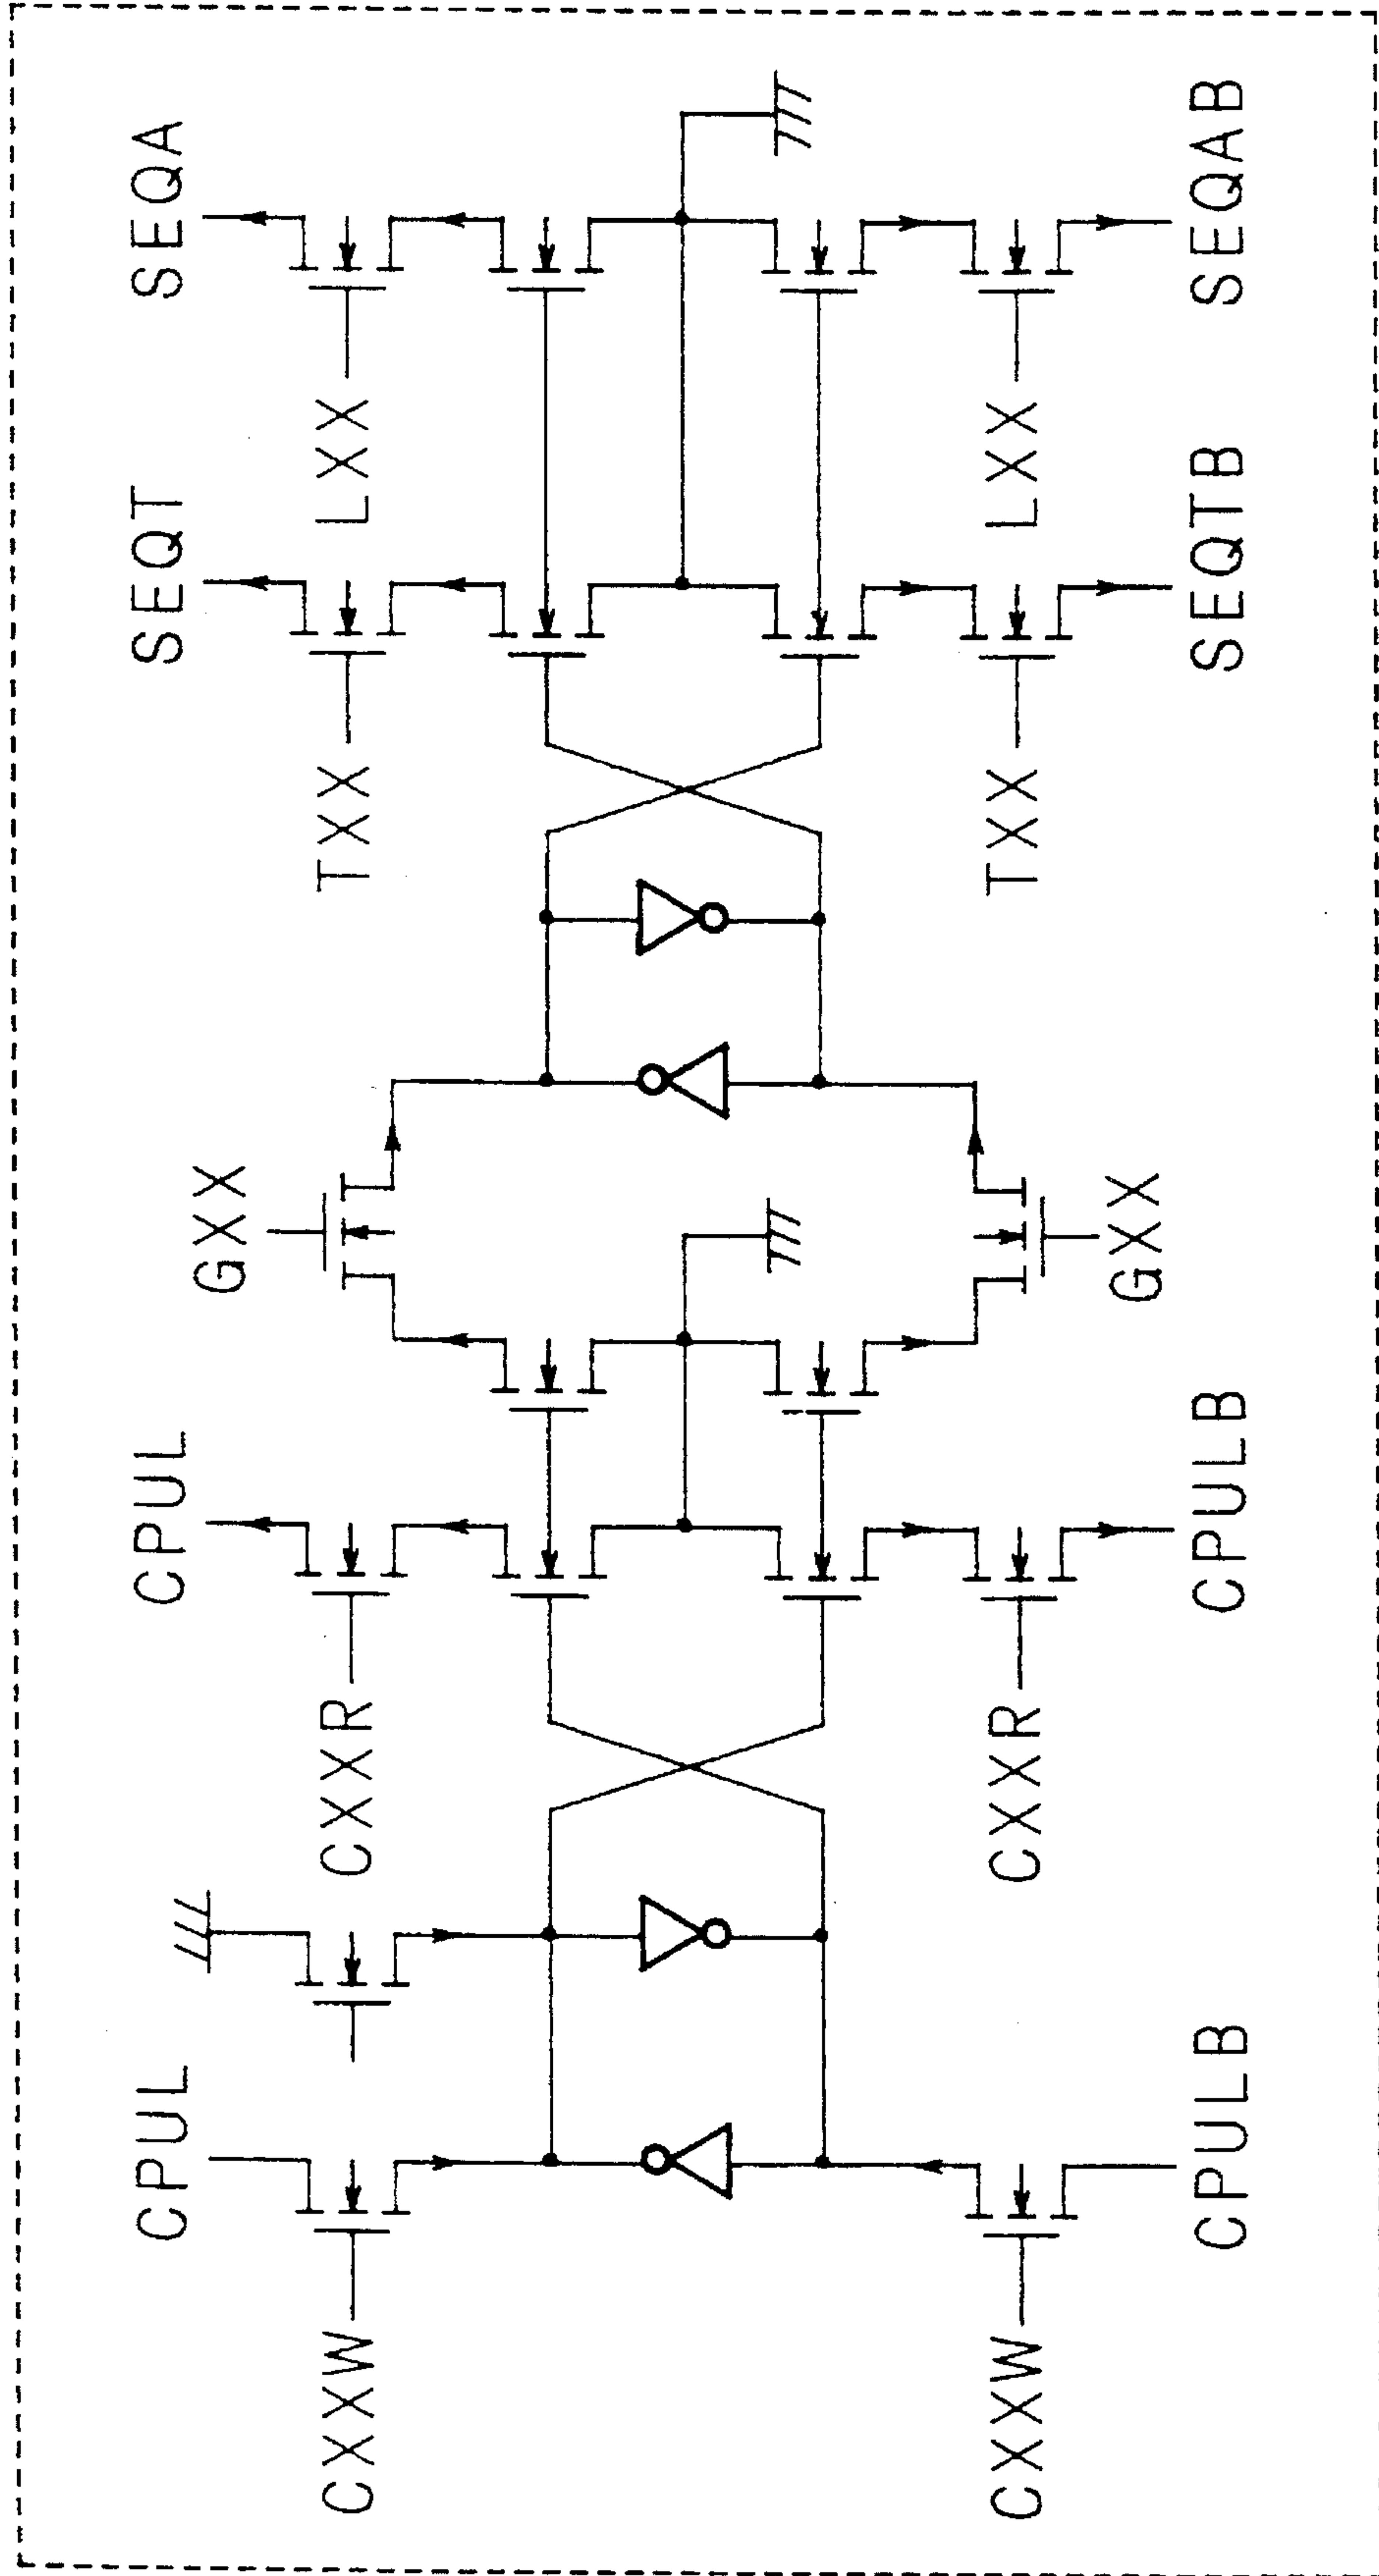 CPUL
CPUL
SEQT
SEQA
GXX
CXXW
CXXR
TXX
LXX
CXXW
CXXR
TXX
LXX
GXX
CPULB
CPULB
SEQTB
SEQAB